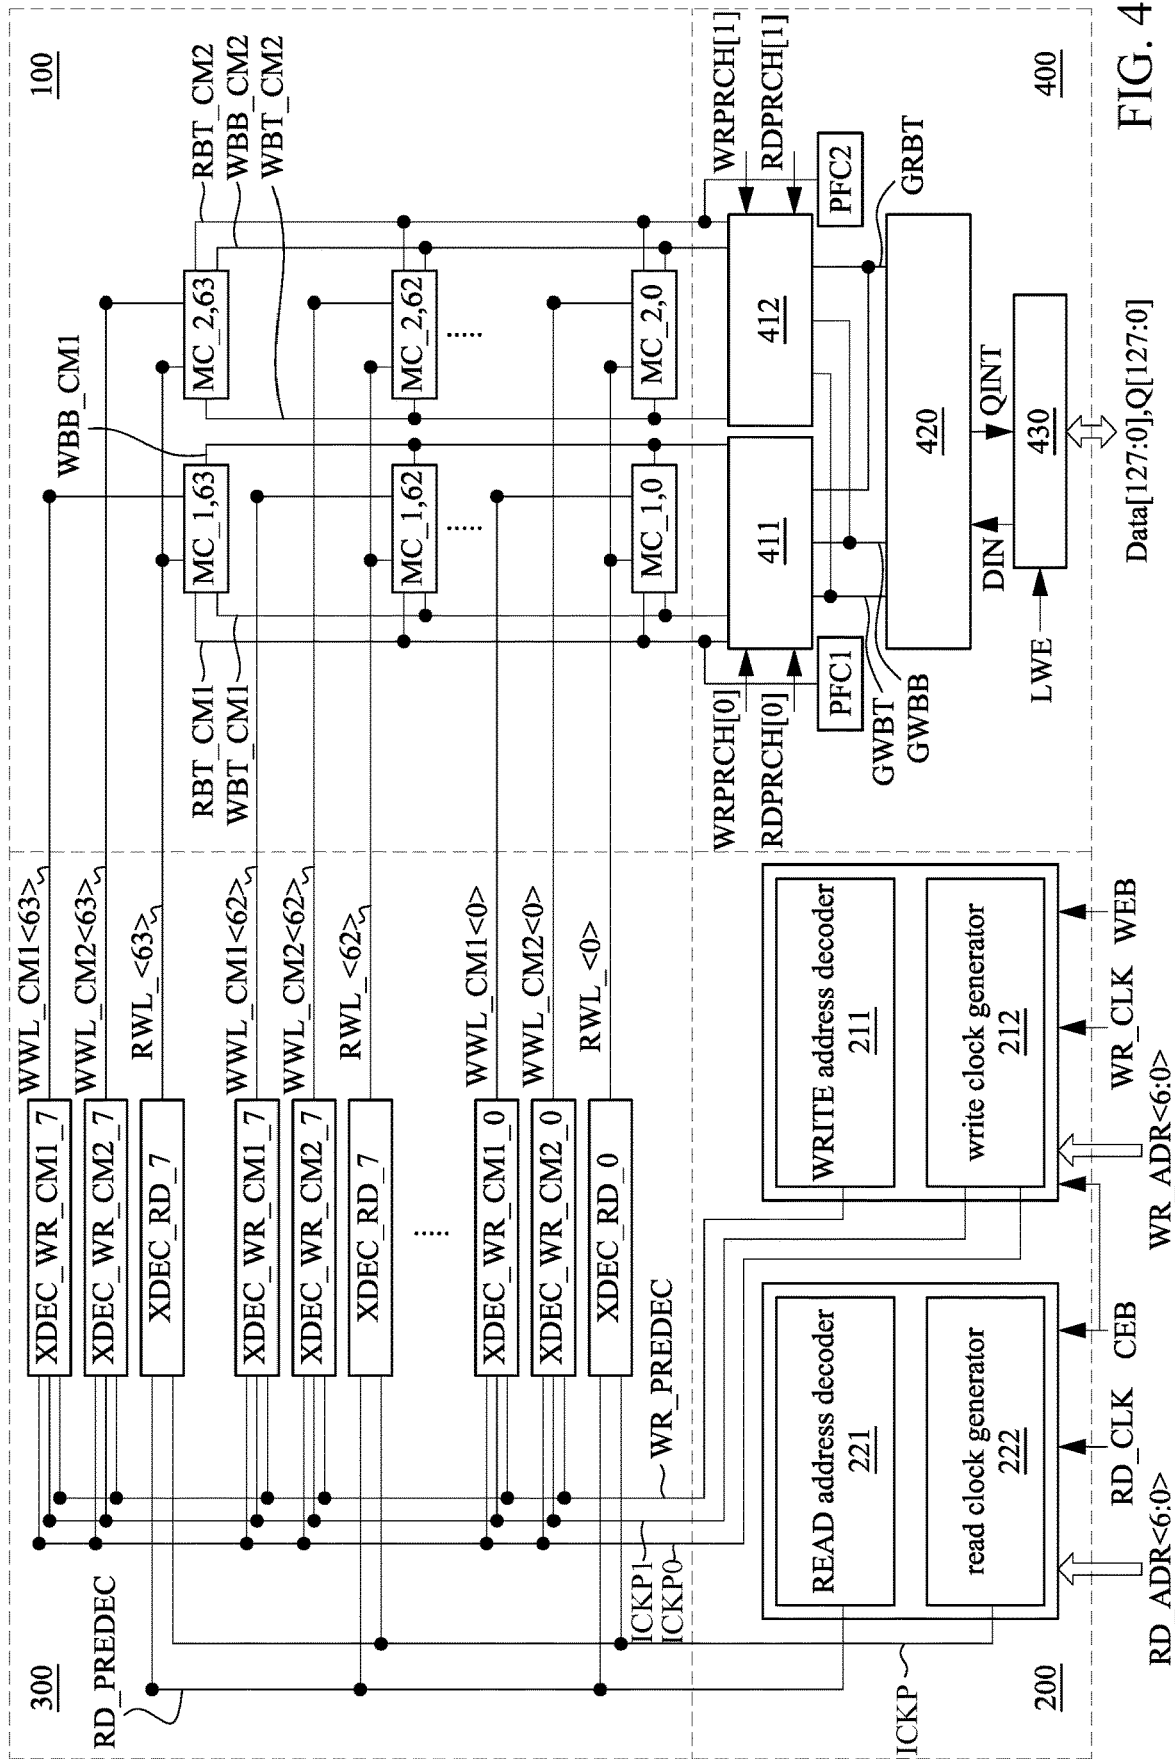 300
RD_PREDEC
XDEC_WR_CM1_7
XDEC_WR_CM2_7
XDEC_RD_7
XDEC_WR_CM1_7
XDEC_WR_CM2_7
XDEC_RD_7
.....
XDEC_WR_CM1_0
XDEC_WR_CM2_0
XDEC_RD_0
WR_PREDEC
ICKP1
ICKP0
WWL_CM1<63>
WWL_CM2<63>
RWL_<63>
WWL_CM1<62>
WWL_CM2<62>
RWL_<62>
WWL_CM1<0>
WWL_CM2<0>
RWL_<0>
100
WBB_CM1
RBT_CM2
WBB_CM2
WBT_CM2
MC_1,63
MC_2,63
RBT_CM1
WBT_CM1
MC_1,62
MC_2,62
.....
.....
MC_1,0
MC_2,0
200
ICKP
READ address decoder
221
read clock generator
222
WRITE address decoder
211
write clock generator
212
RD_ADR<6:0>
RD_CLK
CEB
WR_ADR<6:0>
WR_CLK
WEB
WRPRCH[0]
RDPRCH[0]
411
412
WRPRCH[1]
RDPRCH[1]
PFC1
PFC2
GWBT
GWBB
GRBT
420
DIN
QINT
LWE
430
Data[127:0],Q[127:0]
400
FIG. 4